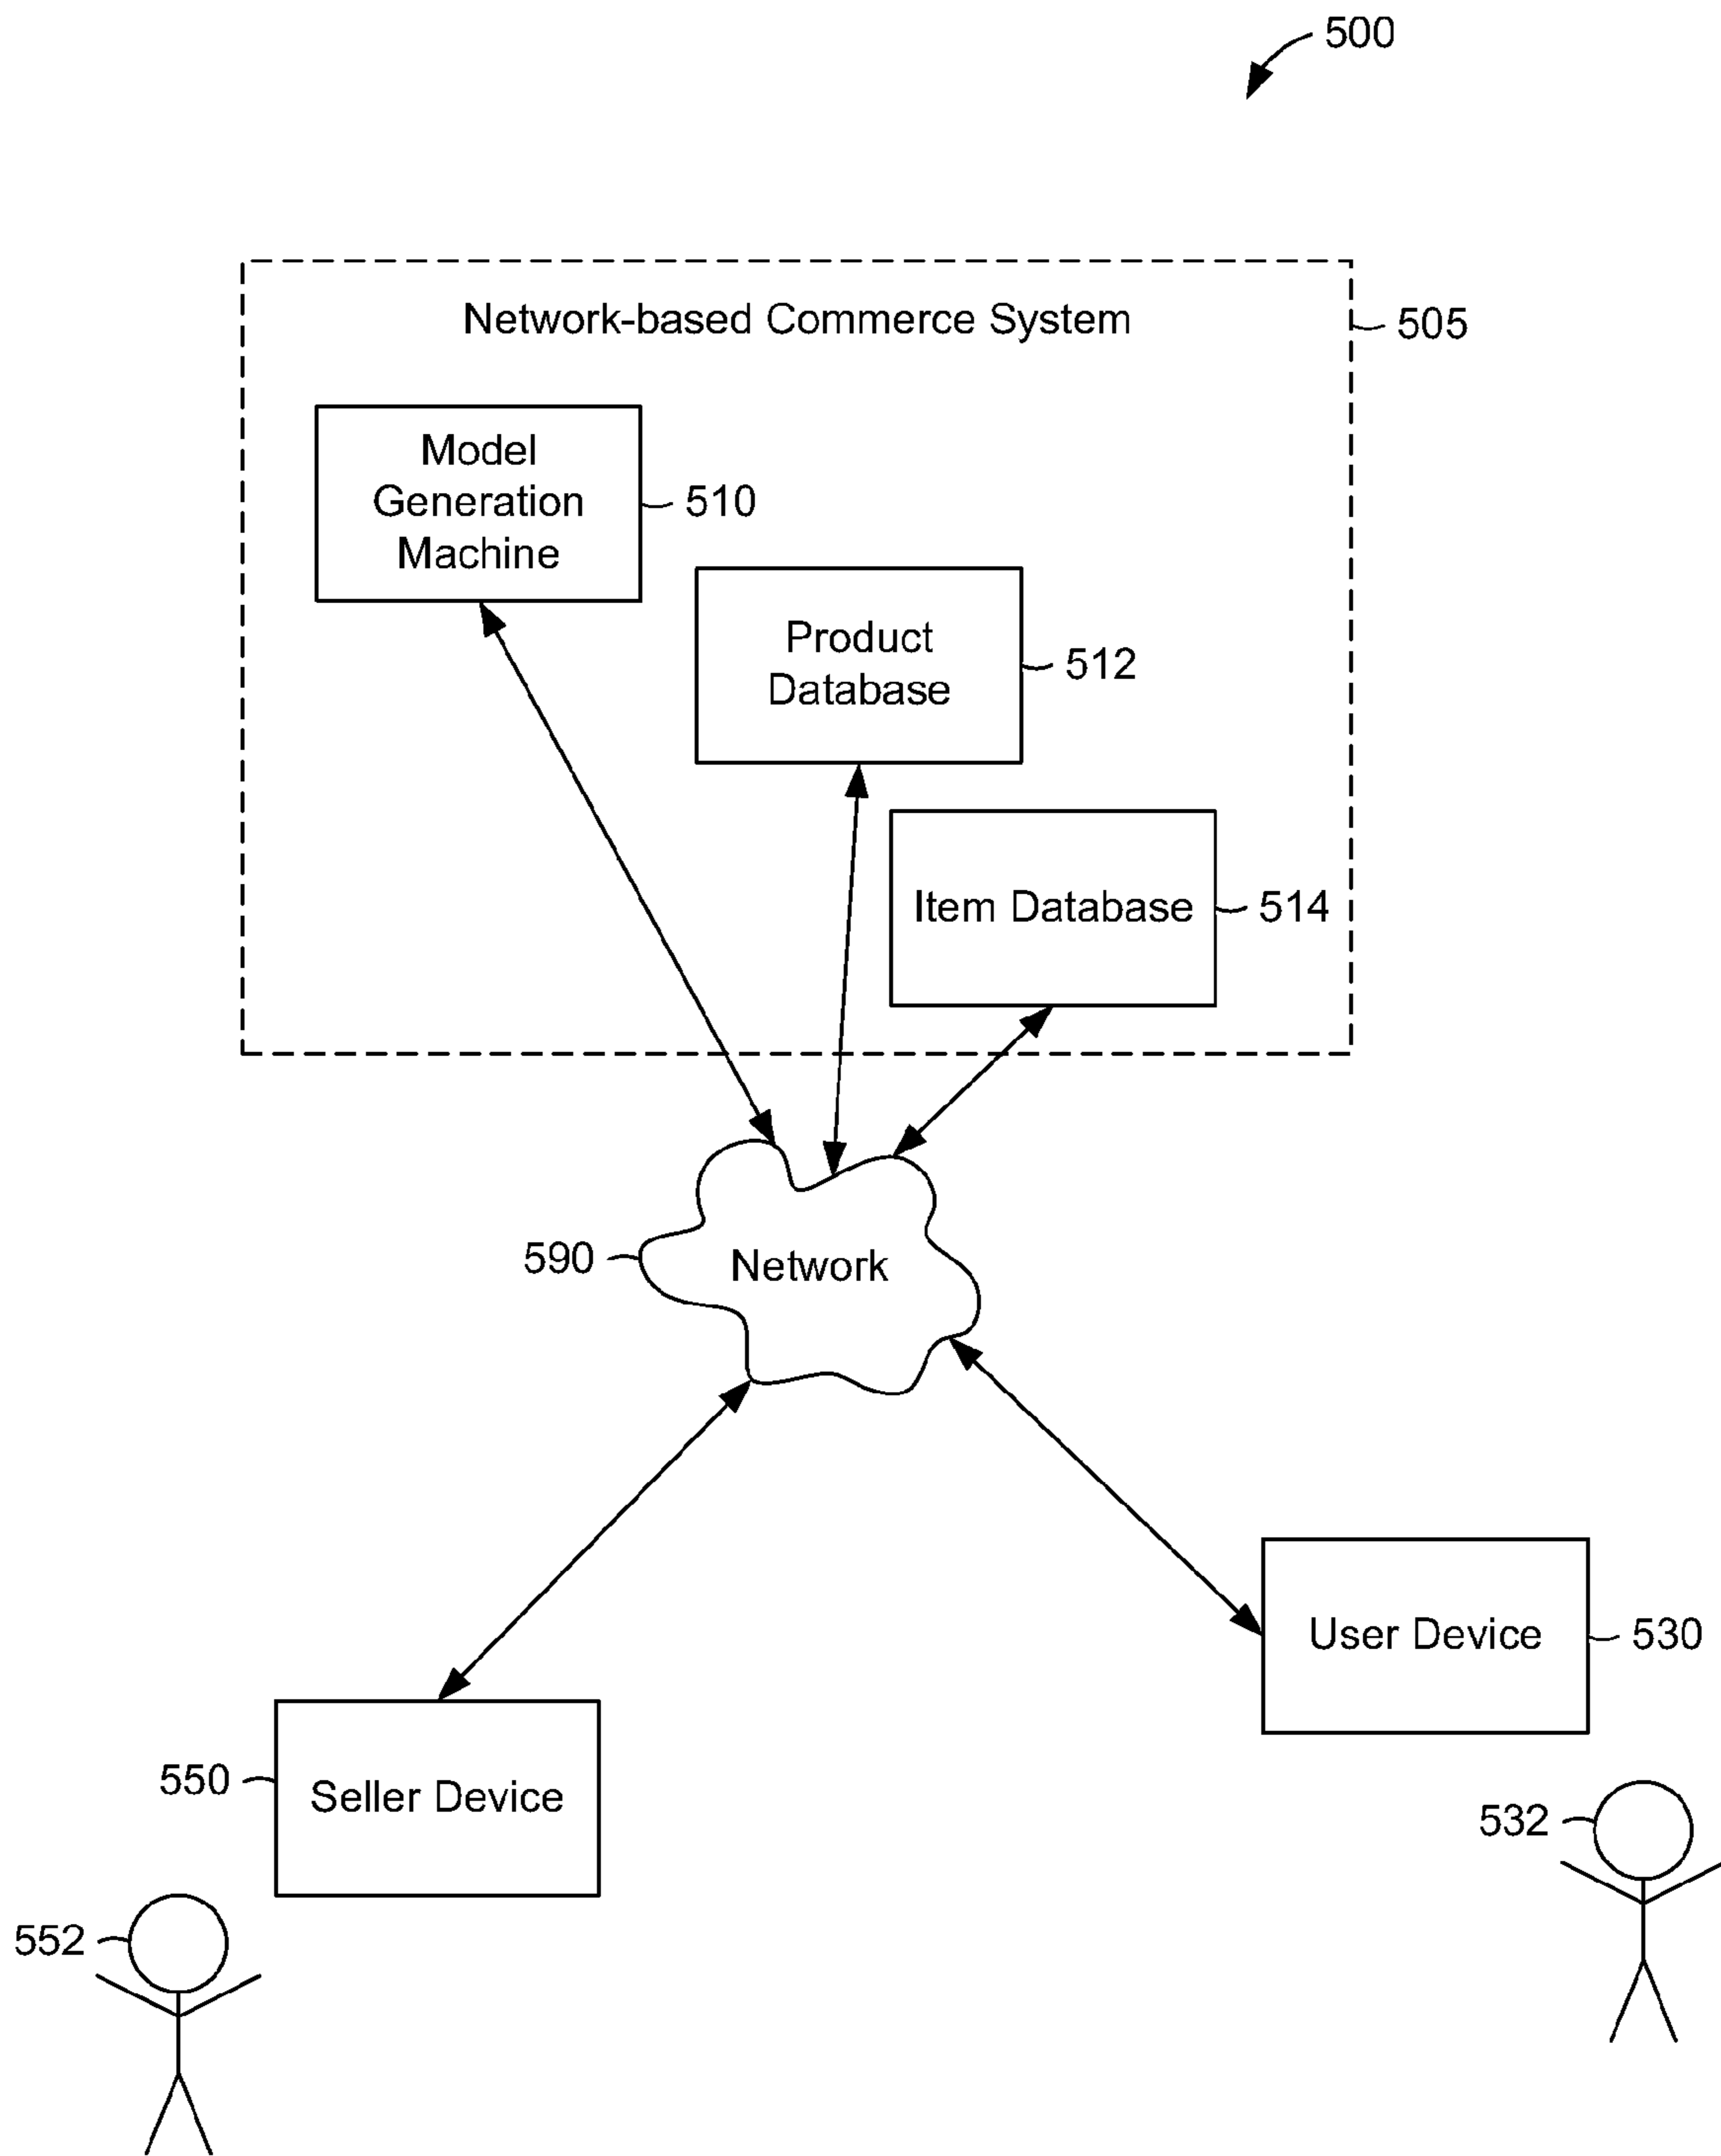 500
Network-based Commerce System
505
Model
Generation
Machine
510
Product
Database
512
Item Database
514
590
Network
User Device
530
550
Seller Device
532
552